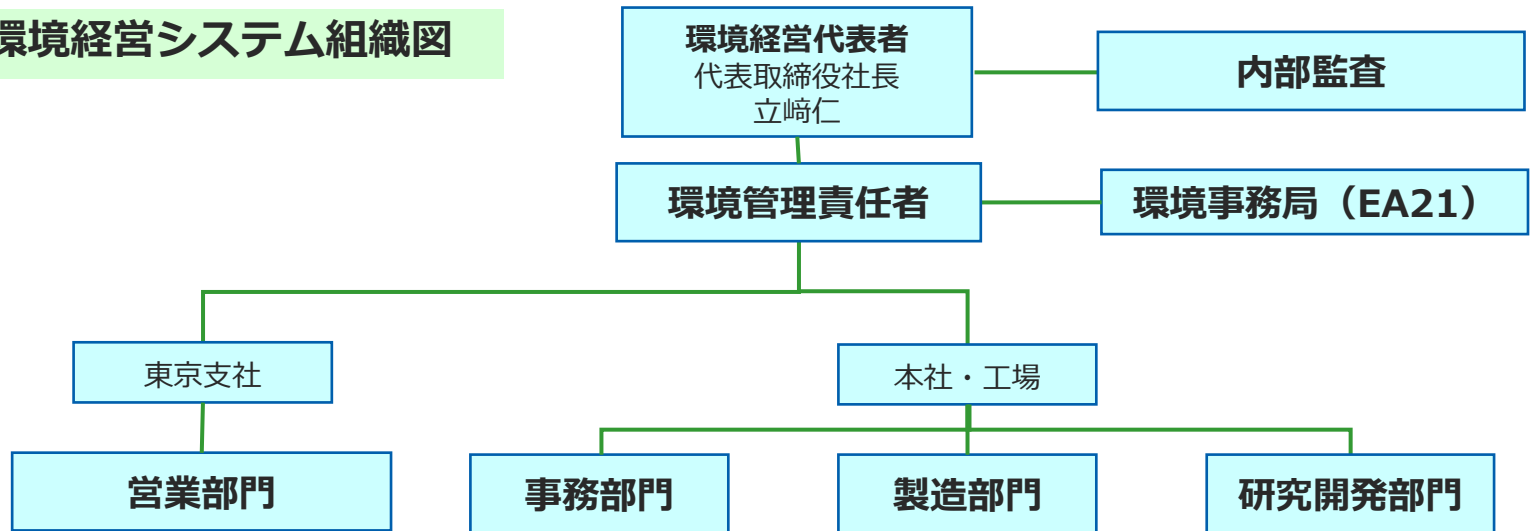 環境経営システム組織図
環境経営代表者
代表取締役社長
立﨑仁
内部監査
環境管理責任者
環境事務局（EA21）
東京支社
本社・工場
営業部門
事務部門
製造部門
研究開発部門